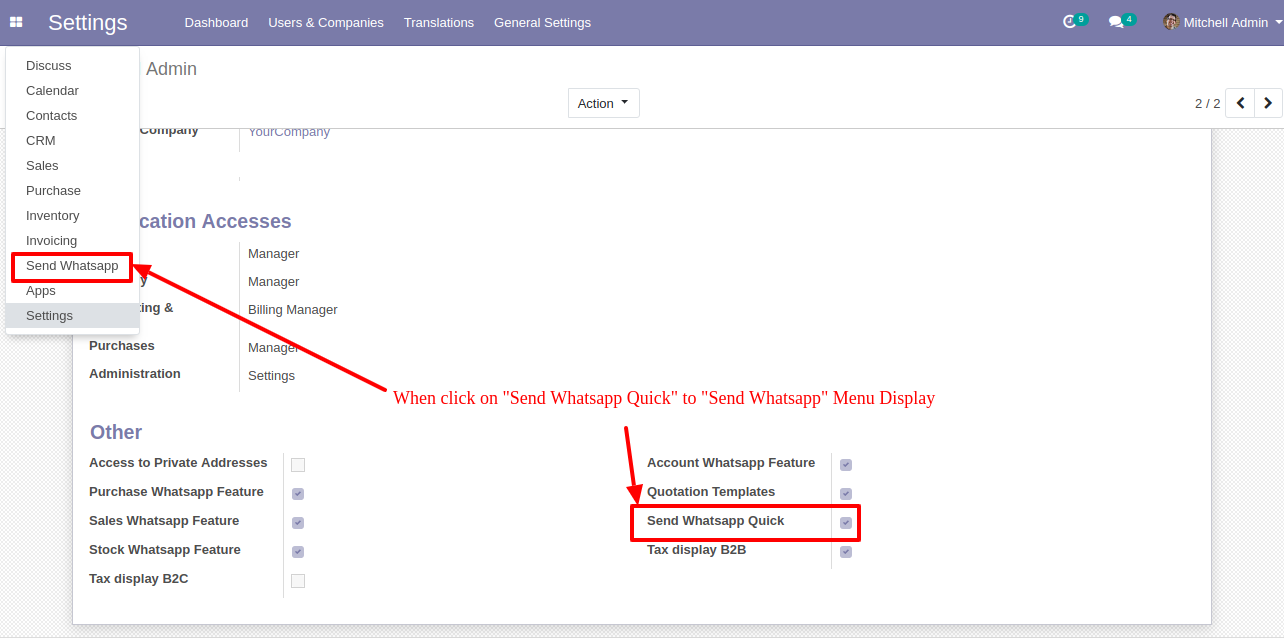 Settings Dashboard Users & Companies Translations General Settings 9 4 Mitchell Admin
Discuss
Admin
Calendar
Action 2 / 2
Contacts
Company YourCompany
CRM
Sales
Purchase
Inventory
cation Accesses
Invoicing
Manager
Send Whatsapp
y Manager
Apps
ting & Billing Manager
Settings
Purchases Manager
Administration Settings
When click on "Send Whatsapp Quick" to "Send Whatsapp" Menu Display
Other
Access to Private Addresses Account Whatsapp Feature
Purchase Whatsapp Feature Quotation Templates
Sales Whatsapp Feature Send Whatsapp Quick
Stock Whatsapp Feature Tax display B2B
Tax display B2C